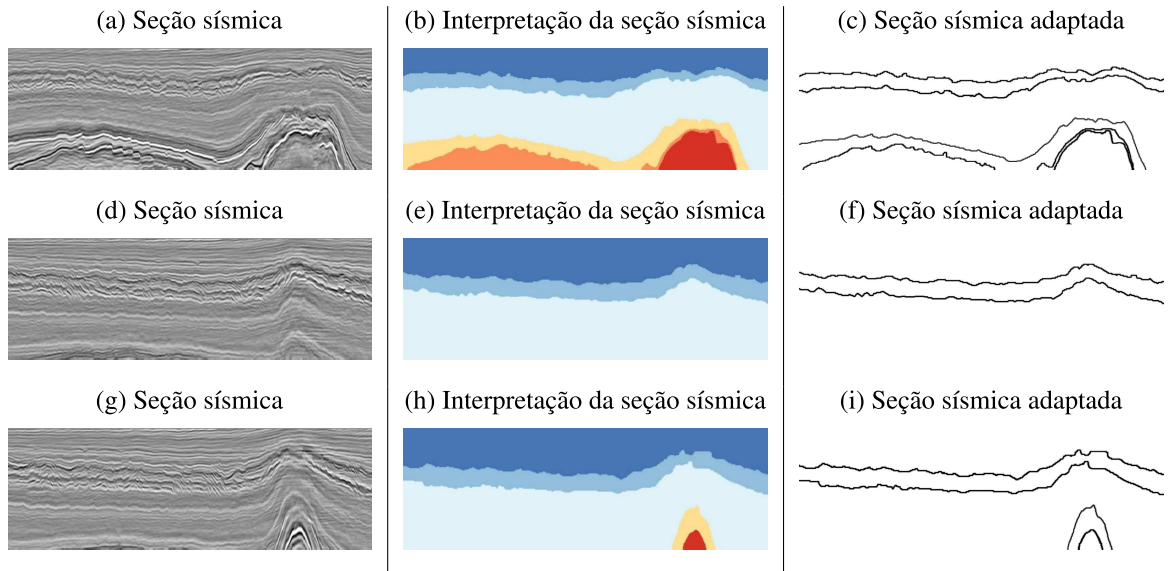 (a) Seção sísmica
(b) Interpretação da seção sísmica
(c) Seção sísmica adaptada
(d) Seção sísmica
(e) Interpretação da seção sísmica
(f) Seção sísmica adaptada
(g) Seção sísmica
(h) Interpretação da seção sísmica
(i) Seção sísmica adaptada